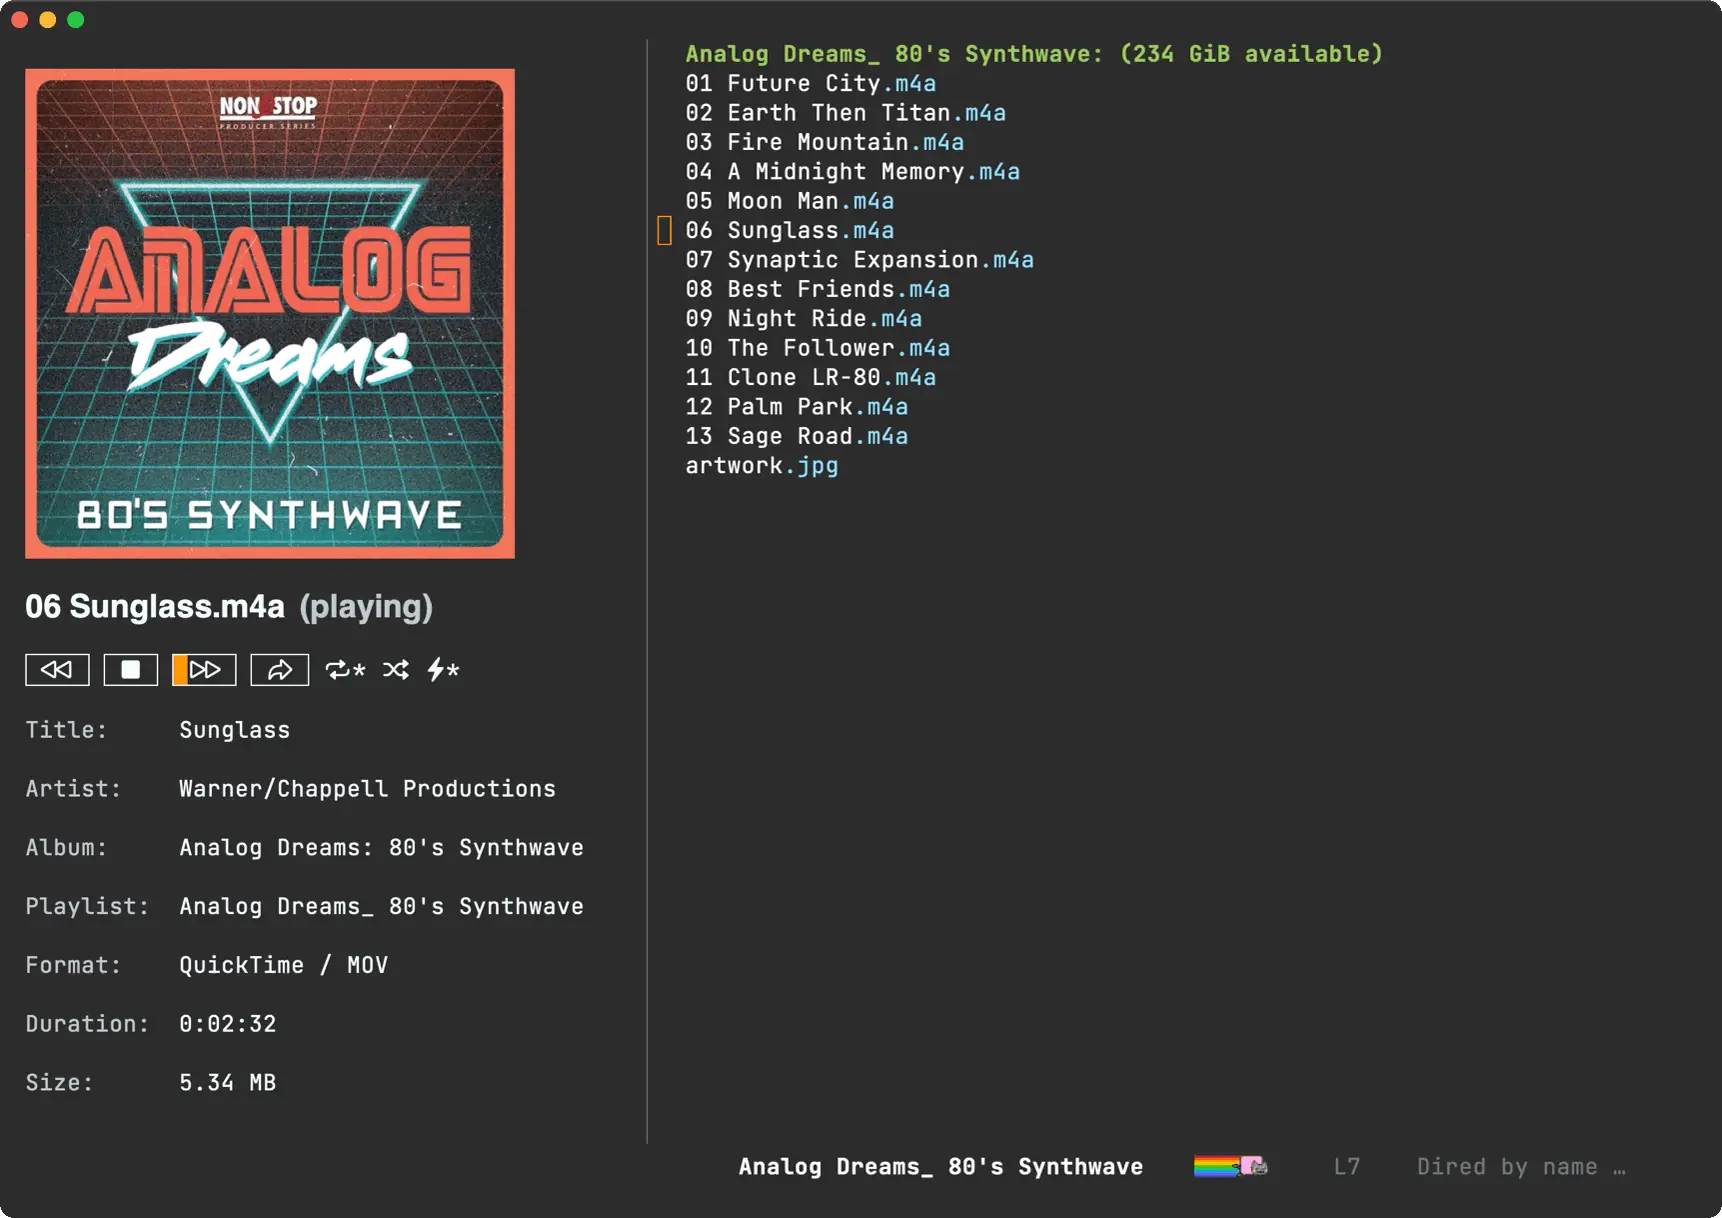 NON STOP
PRODUCER SERIES
ANALOG
Dreams
80'S SYNTHWAVE
06 Sunglass.m4a (playing)
Title: Sunglass
Artist: Warner/Chappell Productions
Album: Analog Dreams: 80's Synthwave
Playlist: Analog Dreams_ 80's Synthwave
Format: QuickTime / MOV
Duration: 0:02:32
Size: 5.34 MB
Analog Dreams_ 80's Synthwave: (234 GiB available)
01 Future City.m4a
02 Earth Then Titan.m4a
03 Fire Mountain.m4a
04 A Midnight Memory.m4a
05 Moon Man.m4a
06 Sunglass.m4a
07 Synaptic Expansion.m4a
08 Best Friends.m4a
09 Night Ride.m4a
10 The Follower.m4a
11 Clone LR-80.m4a
12 Palm Park.m4a
13 Sage Road.m4a
artwork.jpg
Analog Dreams_ 80's Synthwave L7 Dired by name …